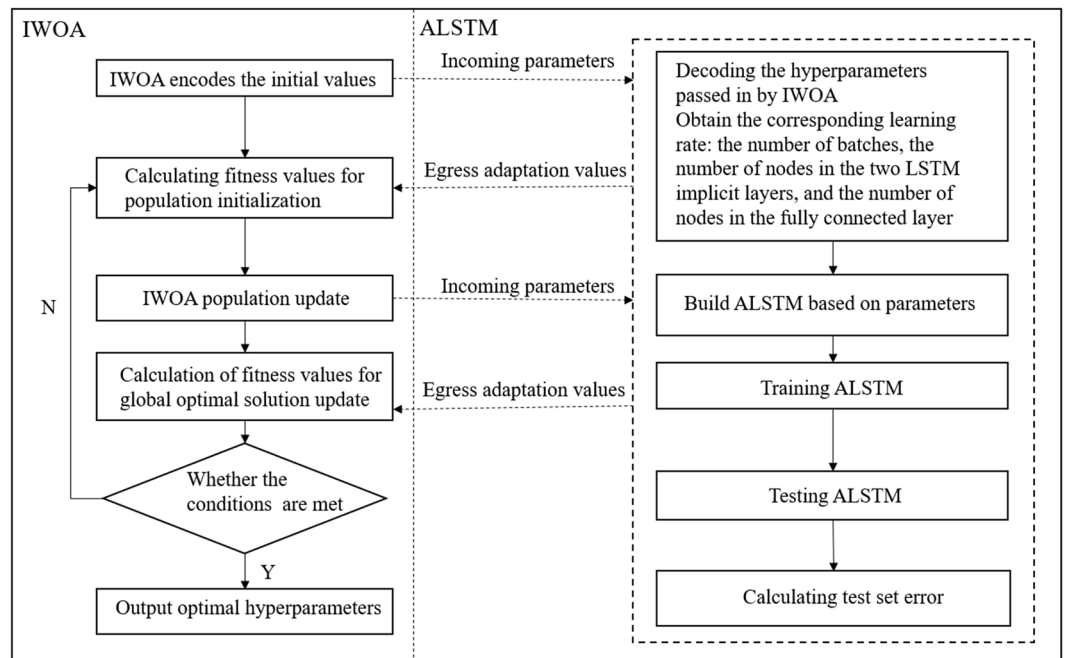 IWOA
IWOA encodes the initial values
Calculating fitness values for
population initialization
IWOA population update
N
Calculation of fitness values for
global optimal solution update
Whether the
conditions are met
Y
Output optimal hyperparameters
ALSTM
Incoming parameters
Egress adaptation values
Incoming parameters
Egress adaptation values
Decoding the hyperparameters
passed in by IWOA
Obtain the corresponding learning
rate: the number of batches, the
number of nodes in the two LSTM
implicit layers, and the number of
nodes in the fully connected layer
Build ALSTM based on parameters
Training ALSTM
Testing ALSTM
Calculating test set error